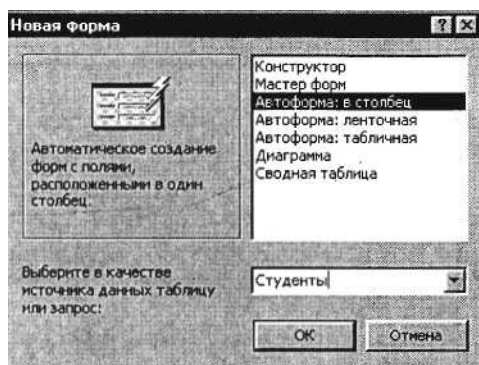 Новая форма
Автоматическое создание
форм с полями,
расположенными в один
столбец.
Конструктор
Мастер форм
Автоформа: в столбец
Автоформа: ленточная
Автоформа: табличная
Диаграмма
Сводная таблица
Выберите в качестве
источника данных таблицу
или запрос:
Студенты
ОК
Отмена